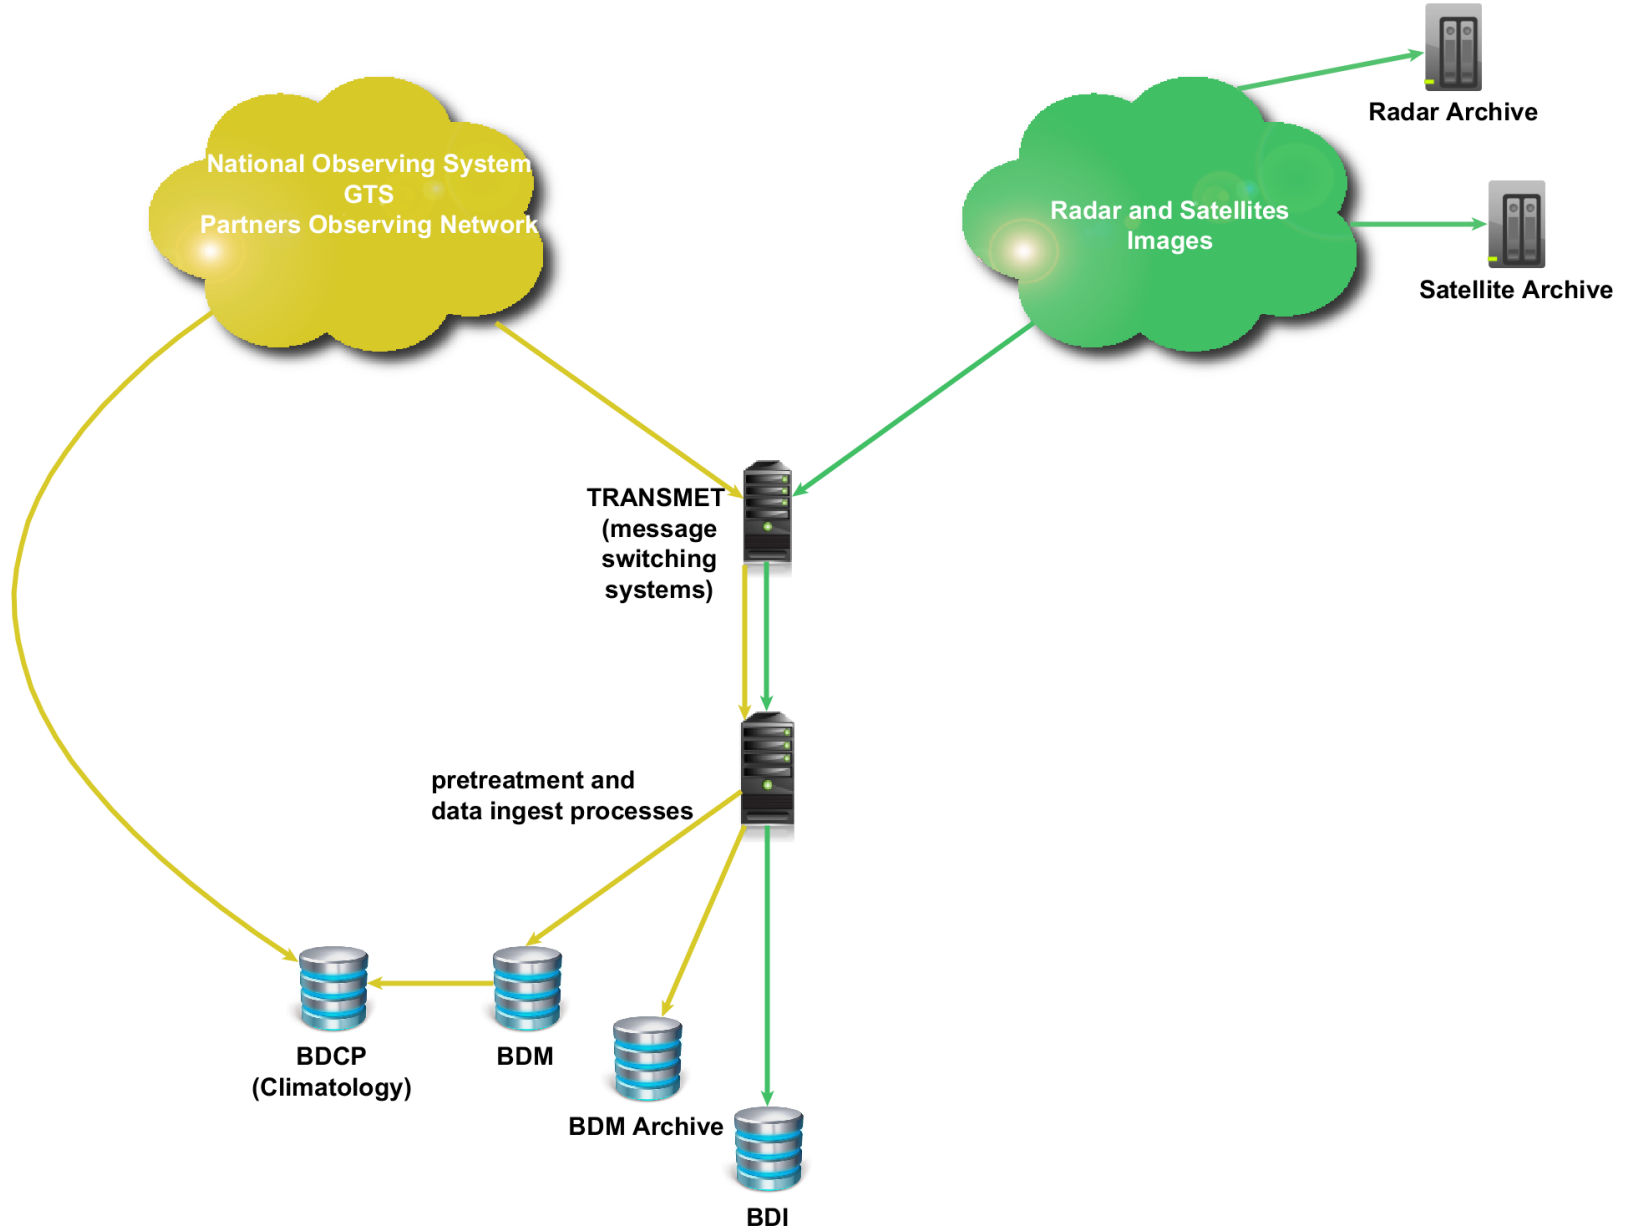 Radar Archive
National Observing System
GTS
Partners Observing Network
Radar and Satellites
Images
Satellite Archive
TRANSMET
(message
switching
systems)
pretreatment and
data ingest processes
BDCP
(Climatology)
BDM
BDM Archive
BDI